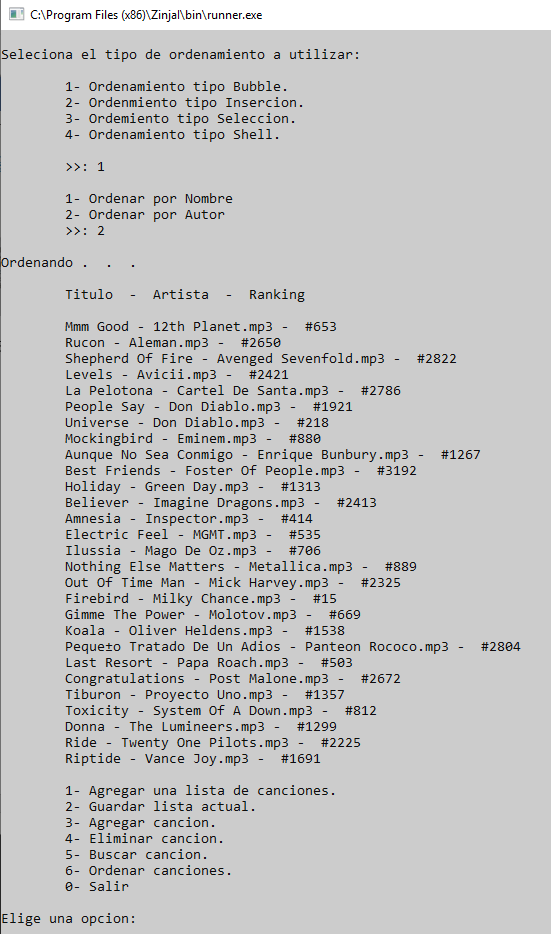 C:\Program Files (x86)\Zinjal\bin\runner.exe
Seleciona el tipo de ordenamiento a utilizar:
1- Ordenamiento tipo Bubble.
2- Ordenmiento tipo Insercion.
3- Ordemiento tipo Seleccion.
4- Ordenamiento tipo Shell.
>>: 1
1- Ordenar por Nombre
2- Ordenar por Autor
>>: 2
Ordenando .  .  .
Titulo  -  Artista  -  Ranking
Mmm Good - 12th Planet.mp3 -  #653
Rucon - Aleman.mp3 -  #2650
Shepherd Of Fire - Avenged Sevenfold.mp3 -  #2822
Levels - Avicii.mp3 -  #2421
La Pelotona - Cartel De Santa.mp3 -  #2786
People Say - Don Diablo.mp3 -  #1921
Universe - Don Diablo.mp3 -  #218
Mockingbird - Eminem.mp3 -  #880
Aunque No Sea Conmigo - Enrique Bunbury.mp3 -  #1267
Best Friends - Foster Of People.mp3 -  #3192
Holiday - Green Day.mp3 -  #1313
Believer - Imagine Dragons.mp3 -  #2413
Amnesia - Inspector.mp3 -  #414
Electric Feel - MGMT.mp3 -  #535
Ilussia - Mago De Oz.mp3 -  #706
Nothing Else Matters - Metallica.mp3 -  #889
Out Of Time Man - Mick Harvey.mp3 -  #2325
Firebird - Milky Chance.mp3 -  #15
Gimme The Power - Molotov.mp3 -  #669
Koala - Oliver Heldens.mp3 -  #1538
Peque±o Tratado De Un Adios - Panteon Rococo.mp3 -  #2804
Last Resort - Papa Roach.mp3 -  #503
Congratulations - Post Malone.mp3 -  #2672
Tiburon - Proyecto Uno.mp3 -  #1357
Toxicity - System Of A Down.mp3 -  #812
Donna - The Lumineers.mp3 -  #1299
Ride - Twenty One Pilots.mp3 -  #2225
Riptide - Vance Joy.mp3 -  #1691
1- Agregar una lista de canciones.
2- Guardar lista actual.
3- Agregar cancion.
4- Eliminar cancion.
5- Buscar cancion.
6- Ordenar canciones.
0- Salir
Elige una opcion: